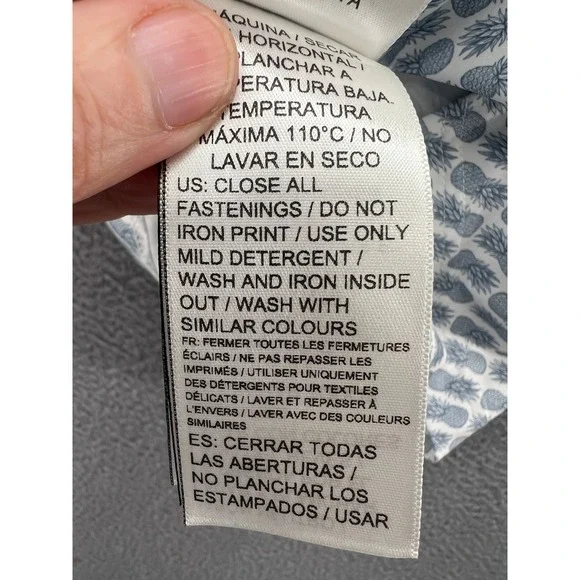 MÁQUINA / SECAR
HORIZONTAL /
PLANCHAR A
BAJA.
TEMPERATURA
MÁXIMA 110°C / NO
LAVAR EN SECO
US: CLOSE ALL
FASTENINGS / DO NOT
IRON PRINT / USE ONLY
MILD DETERGENT /
WASH AND IRON INSIDE
OUT / WASH WITH
SIMILAR COLOURS
FR: FERMER TOUTES LES FERMETURES
ÉCLAIRS / NE PAS REPASSER LES
IMPRIMÉS / UTILISER UNIQUEMENT
DES DÉTERGENTS POUR TEXTILES
DÉLICATS / LAVER ET REPASSER À
L'ENVERS / LAVER AVEC DES COULEURS
SIMILAIRES
ES: CERRAR TODAS
LAS ABERTURAS /
NO PLANCHAR LOS
ESTAMPADOS / USAR